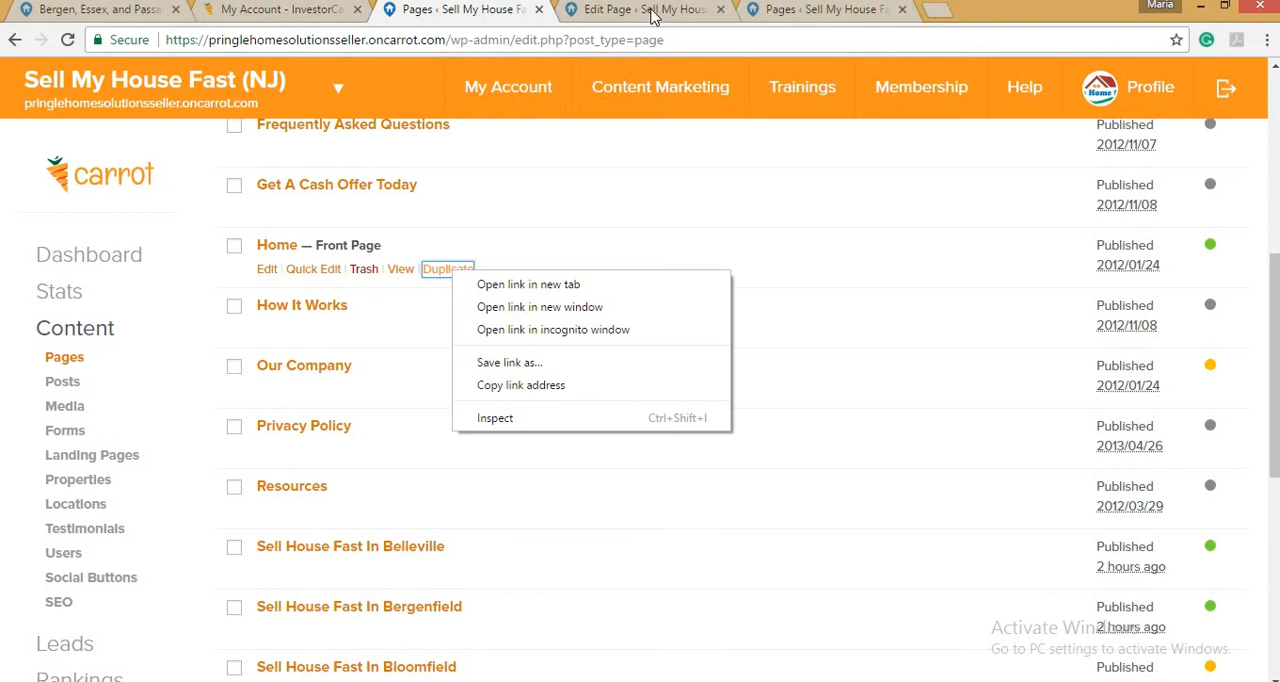 Bergen, Essex, and Passa
My Account - InvestorCa
Pages ‹ Sell My House Fa
Edit Page ‹ Sell My Hous
Pages ‹ Sell My House Fa
Maria
Secure
https://pringlehomesolutionsseller.oncarrot.com/wp-admin/edit.php?post_type=page
Sell My House Fast (NJ)
pringlehomesolutionsseller.oncarrot.com
My Account
Content Marketing
Trainings
Membership
Help
Home
Profile
carrot
Dashboard
Stats
Content
Pages
Posts
Media
Forms
Landing Pages
Properties
Locations
Testimonials
Users
Social Buttons
SEO
Leads
Rankings
Frequently Asked Questions
Published
2012/11/07
Get A Cash Offer Today
Published
2012/11/08
Home — Front Page
Published
Edit | Quick Edit | Trash | View | Duplicate
2012/01/24
Open link in new tab
Open link in new window
Open link in incognito window
Save link as...
Copy link address
Inspect Ctrl+Shift+I
How It Works
Published
2012/11/08
Our Company
Published
2012/01/24
Privacy Policy
Published
2013/04/26
Resources
Published
2012/03/29
Sell House Fast In Belleville
Published
2 hours ago
Sell House Fast In Bergenfield
Published
2 hours ago
Sell House Fast In Bloomfield
Published
Activate Windows
Go to PC settings to activate Windows.